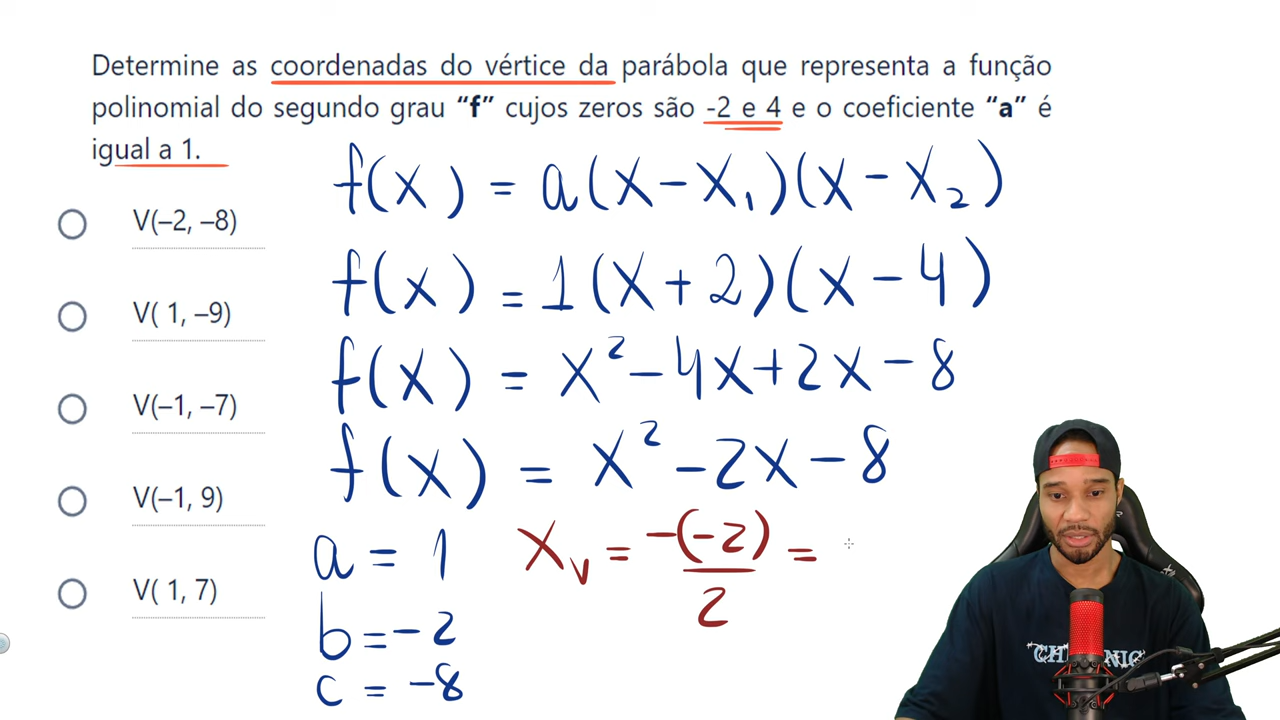 Determine as coordenadas do vértice da parábola que representa a função
polinomial do segundo grau “f” cujos zeros são -2 e 4 e o coeficiente “a” é
igual a 1.
f(x) = a(x - x₁)(x - x₂)
V(–2, –8)
f(x) = 1(x + 2)(x - 4)
V( 1, –9)
f(x) = x² - 4x + 2x - 8
V(–1, –7)
f(x) = x² - 2x - 8
V(–1, 9)
a = 1
xᵥ = -(-2)/2 =
V( 1, 7)
b = -2
c = -8